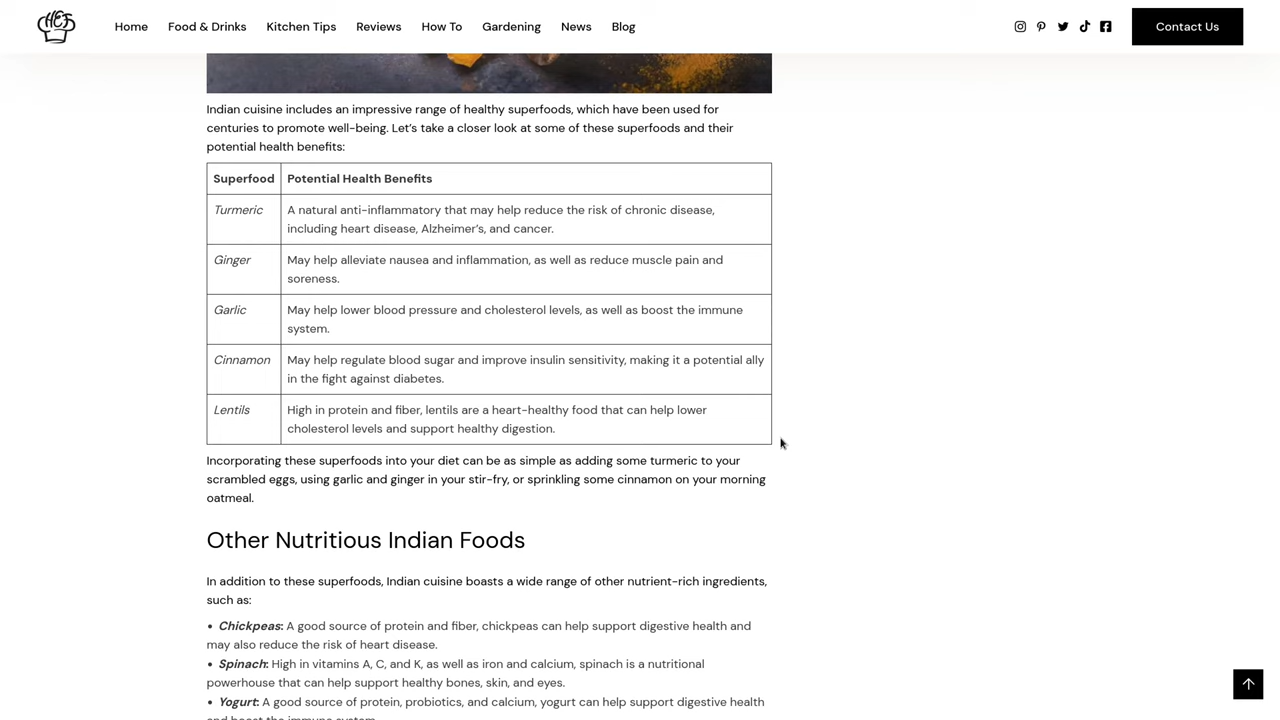 CHEF
Home Food & Drinks Kitchen Tips Reviews How To Gardening News Blog Contact Us
Indian cuisine includes an impressive range of healthy superfoods, which have been used for
centuries to promote well-being. Let’s take a closer look at some of these superfoods and their
potential health benefits:
Superfood Potential Health Benefits
Turmeric A natural anti-inflammatory that may help reduce the risk of chronic disease,
including heart disease, Alzheimer’s, and cancer.
Ginger May help alleviate nausea and inflammation, as well as reduce muscle pain and
soreness.
Garlic May help lower blood pressure and cholesterol levels, as well as boost the immune
system.
Cinnamon May help regulate blood sugar and improve insulin sensitivity, making it a potential ally
in the fight against diabetes.
Lentils High in protein and fiber, lentils are a heart-healthy food that can help lower
cholesterol levels and support healthy digestion.
Incorporating these superfoods into your diet can be as simple as adding some turmeric to your
scrambled eggs, using garlic and ginger in your stir-fry, or sprinkling some cinnamon on your morning
oatmeal.
Other Nutritious Indian Foods
In addition to these superfoods, Indian cuisine boasts a wide range of other nutrient-rich ingredients,
such as:
• Chickpeas: A good source of protein and fiber, chickpeas can help support digestive health and
may also reduce the risk of heart disease.
• Spinach: High in vitamins A, C, and K, as well as iron and calcium, spinach is a nutritional
powerhouse that can help support healthy bones, skin, and eyes.
• Yogurt: A good source of protein, probiotics, and calcium, yogurt can help support digestive health
and boost the immune system.